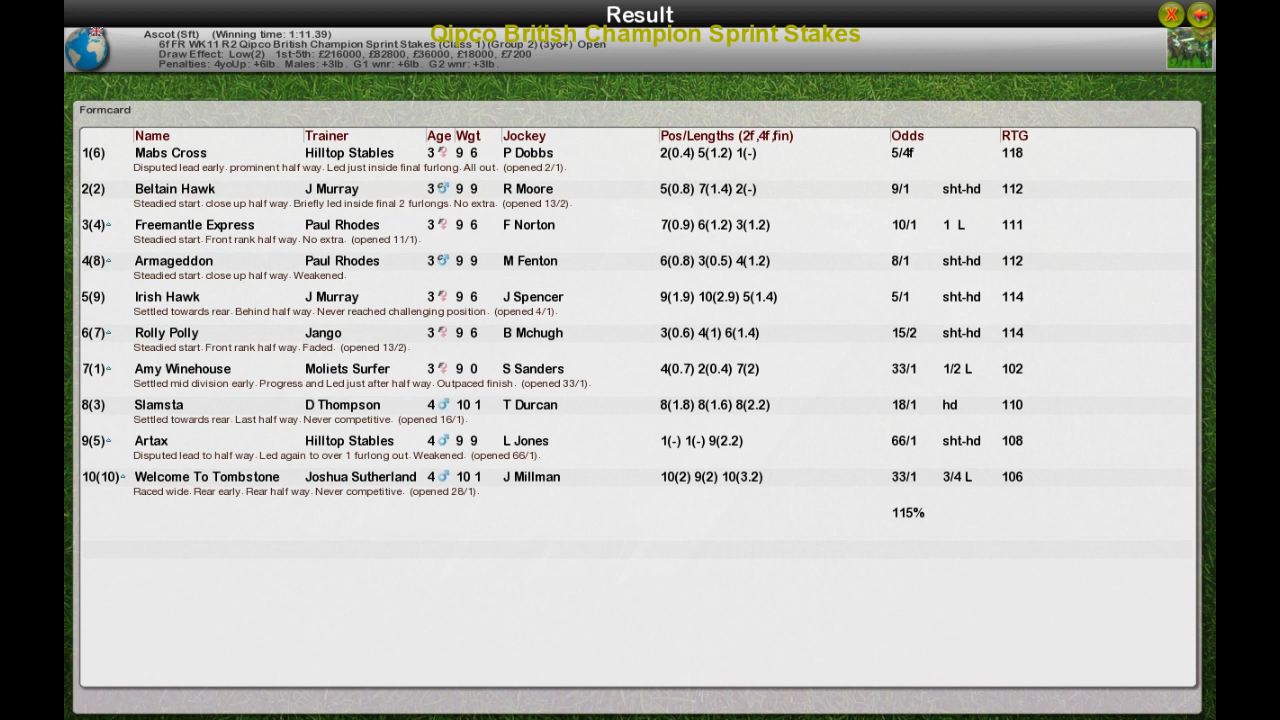 Result
Qipco British Champion Sprint Stakes
Ascot (Sft) (Winning time: 1:11.39)
6f FR WK11 R2 Qipco British Champion Sprint Stakes (Class 1) (Group 2) (3yo+) Open
Draw Effect: Low(2) 1st-5th: £216000, £82800, £36000, £18000, £7200
Penalties: 4yoUp: +6lb. Males: +3lb. G1 wnr: +6lb. G2 wnr: +3lb.
Formcard
Name Trainer Age Wgt Jockey Pos/Lengths (2f,4f,fin) Odds RTG
1(6) Mabs Cross Hilltop Stables 3 9 6 P Dobbs 2(0.4) 5(1.2) 1(-) 5/4f 118
Disputed lead early. prominent half way. Led just inside final furlong. All out. (opened 2/1).
2(2) Beltain Hawk J Murray 3 9 9 R Moore 5(0.8) 7(1.4) 2(-) 9/1 sht-hd 112
Steadied start. close up half way. Briefly led inside final 2 furlongs. No extra. (opened 13/2).
3(4) Freemantle Express Paul Rhodes 3 9 6 F Norton 7(0.9) 6(1.2) 3(1.2) 10/1 1 L 111
Steadied start. Front rank half way. No extra. (opened 11/1).
4(8) Armageddon Paul Rhodes 3 9 9 M Fenton 6(0.8) 3(0.5) 4(1.2) 8/1 sht-hd 112
Steadied start. close up half way. Weakened.
5(9) Irish Hawk J Murray 3 9 6 J Spencer 9(1.9) 10(2.9) 5(1.4) 5/1 sht-hd 114
Settled towards rear. Behind half way. Never reached challenging position. (opened 4/1).
6(7) Rolly Polly Jango 3 9 6 B Mchugh 3(0.6) 4(1) 6(1.4) 15/2 sht-hd 114
Steadied start. Front rank half way. Faded. (opened 13/2).
7(1) Amy Winehouse Moliets Surfer 3 9 0 S Sanders 4(0.7) 2(0.4) 7(2) 33/1 1/2 L 102
Settled mid division early. Progress and Led just after half way. Outpaced finish. (opened 33/1).
8(3) Slamsta D Thompson 4 10 1 T Durcan 8(1.8) 8(1.6) 8(2.2) 18/1 hd 110
Settled towards rear. Last half way. Never competitive. (opened 16/1).
9(5) Artax Hilltop Stables 4 9 9 L Jones 1(-) 1(-) 9(2.2) 66/1 sht-hd 108
Disputed lead to half way. Led again to over 1 furlong out. Weakened. (opened 66/1).
10(10) Welcome To Tombstone Joshua Sutherland 4 10 1 J Millman 10(2) 9(2) 10(3.2) 33/1 3/4 L 106
Raced wide. Rear early. Rear half way. Never competitive. (opened 28/1).
115%